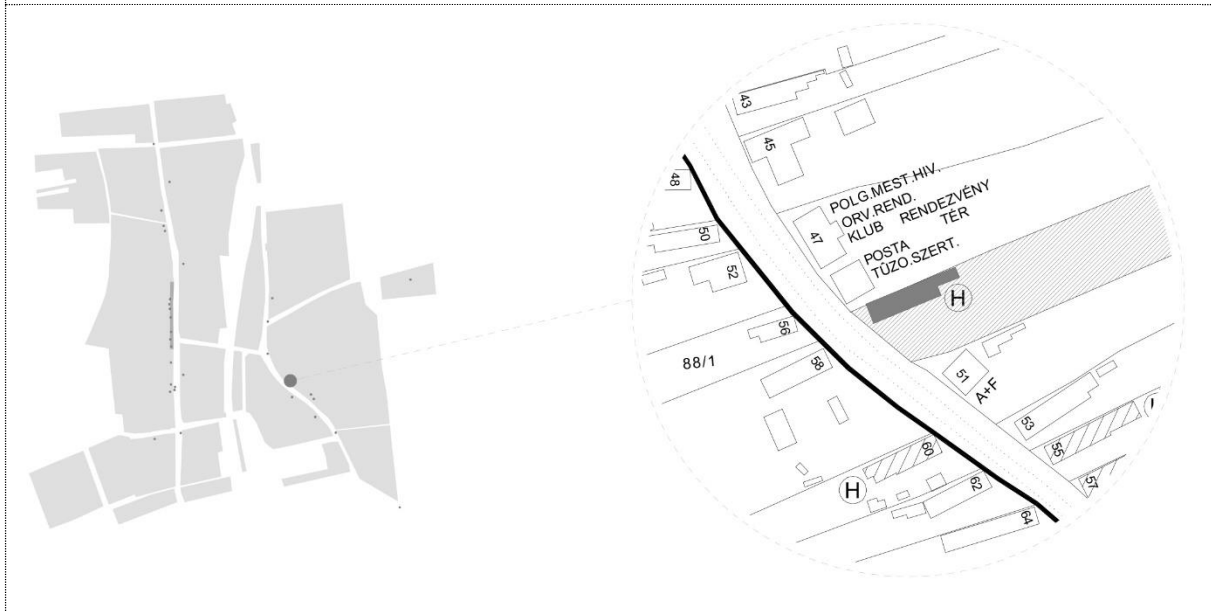 43
45
48
POLG.MEST.HIV.
ORV.REND.
KLUB RENDEZVÉNY
TÉR
47
50
POSTA
TŰZO.SZERT.
52
H
56
88/1
58
51
A+F
53
55
60
57
H
62
64